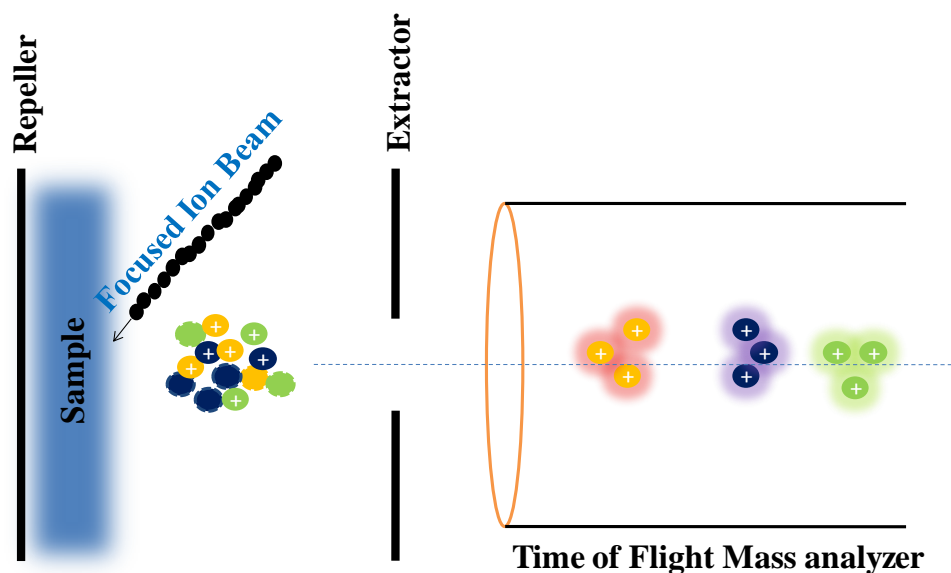 Repeller
Extractor
Focused Ion Beam
Sample
+ + + + + + + +
+ + + + + + + + +
Time of Flight Mass analyzer